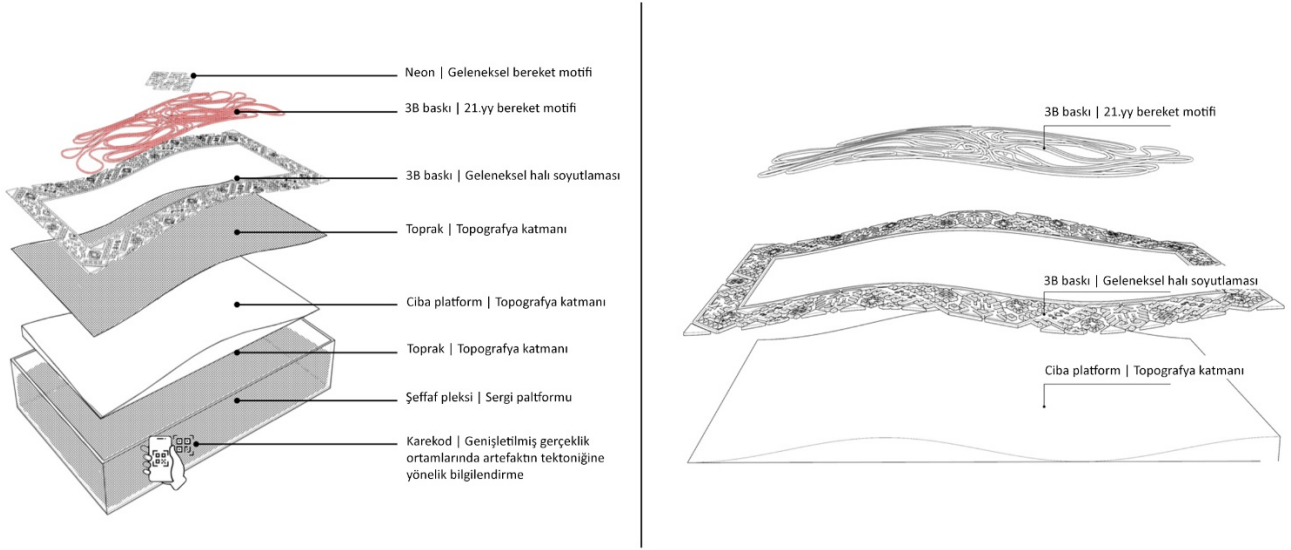 Neon | Geleneksel bereket motifi
3B baskı | 21.yy bereket motifi
3B baskı | Geleneksel halı soyutlaması
Toprak | Topografya katmanı
Ciba platform | Topografya katmanı
Toprak | Topografya katmanı
Şeffaf pleksi | Sergi paltformu
Karekod | Genişletilmiş gerçeklik
ortamlarında artefaktın tektoniğine
yönelik bilgilendirme
3B baskı | 21.yy bereket motifi
3B baskı | Geleneksel halı soyutlaması
Ciba platform | Topografya katmanı